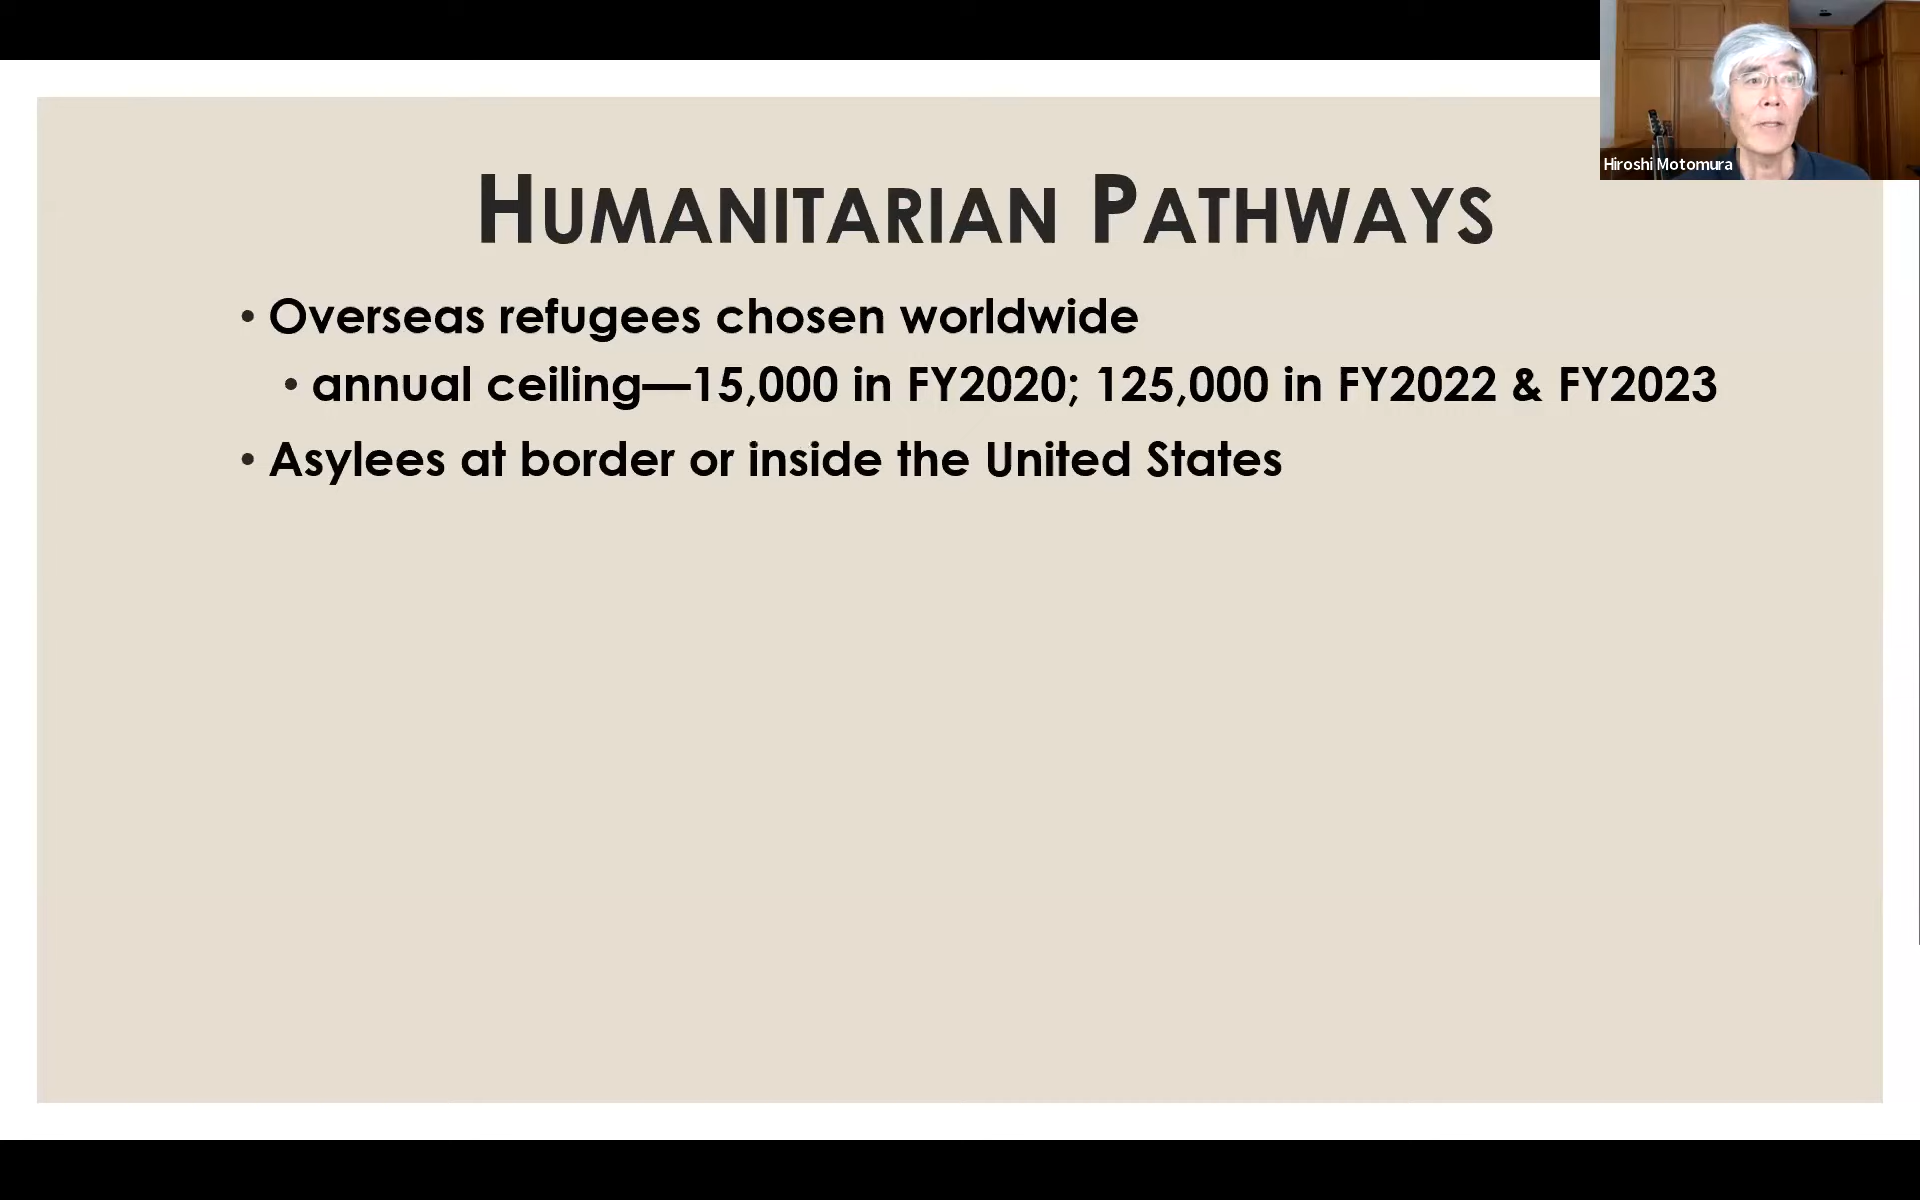 Hiroshi Motomura
HUMANITARIAN PATHWAYS
• Overseas refugees chosen worldwide
• annual ceiling—15,000 in FY2020; 125,000 in FY2022 & FY2023
• Asylees at border or inside the United States